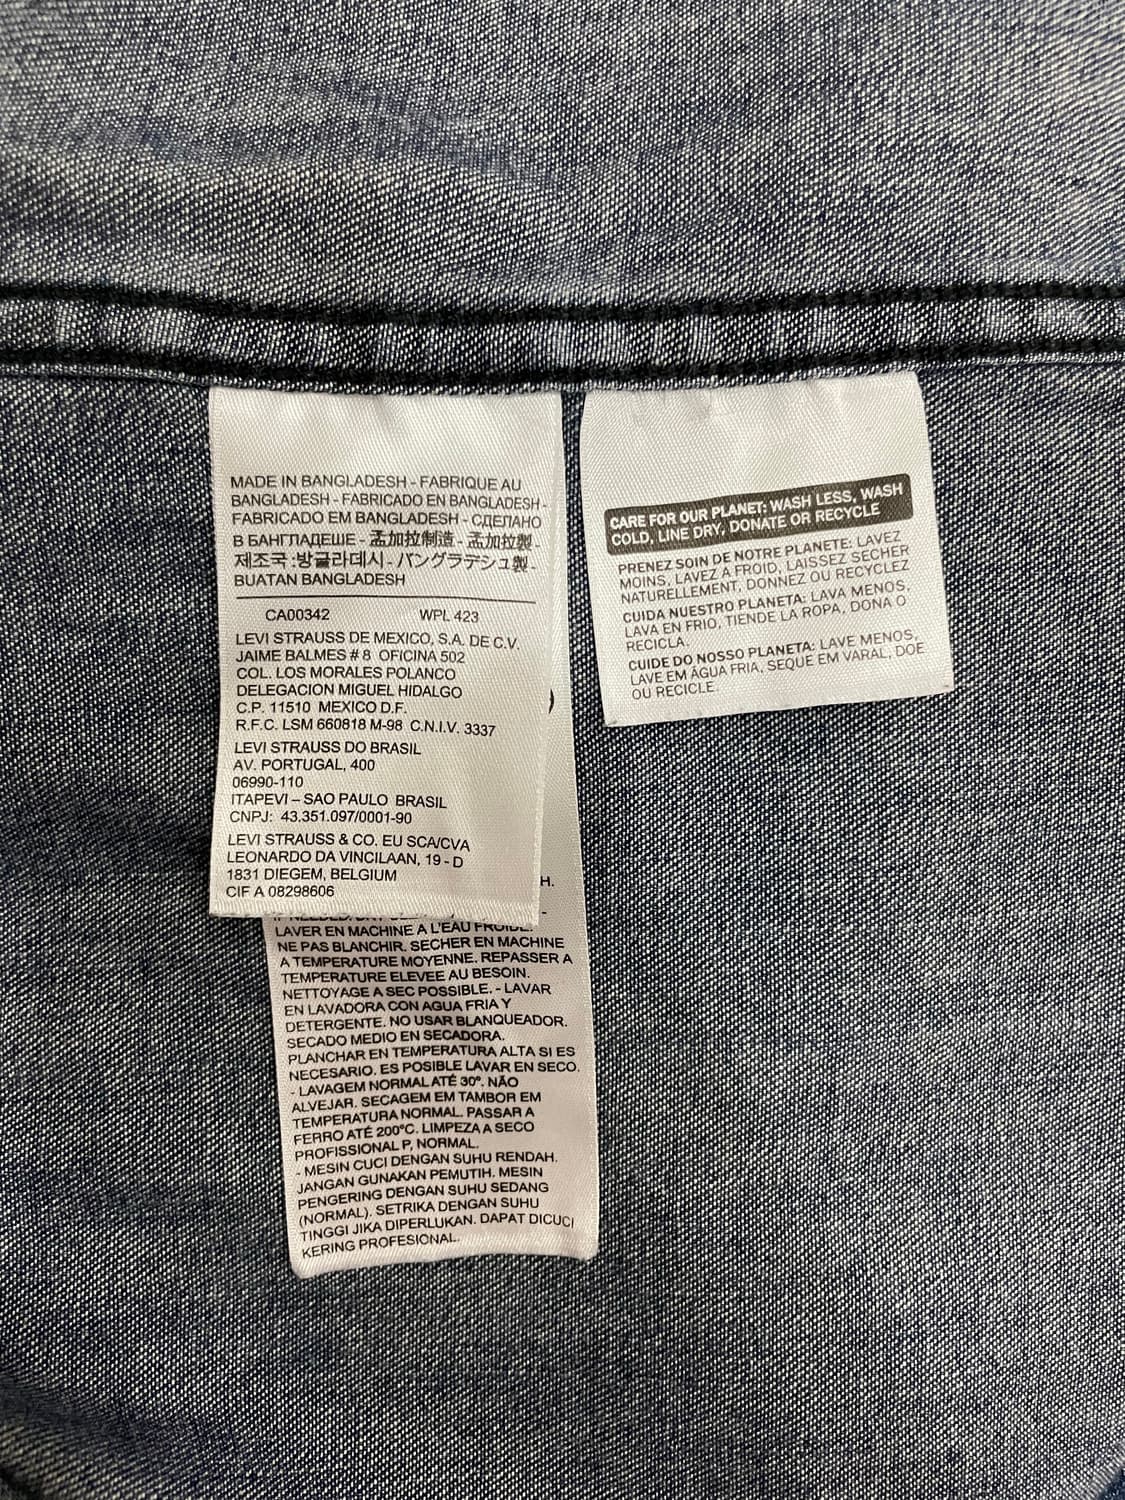 MADE IN BANGLADESH - FABRIQUE AU
BANGLADESH - FABRICADO EN BANGLADESH -
FABRICADO EM BANGLADESH - СДЕЛАНО
В БАНГЛАДЕШЕ - 孟加拉制造 - 孟加拉製 -
제조국 :방글라데시 - バングラデシュ製 -
BUATAN BANGLADESH
CA00342 WPL 423
LEVI STRAUSS DE MEXICO, S.A. DE C.V.
JAIME BALMES # 8 OFICINA 502
COL. LOS MORALES POLANCO
DELEGACION MIGUEL HIDALGO
C.P. 11510 MEXICO D.F.
R.F.C. LSM 660818 M-98 C.N.I.V. 3337
LEVI STRAUSS DO BRASIL
AV. PORTUGAL, 400
06990-110
ITAPEVI – SAO PAULO BRASIL
CNPJ: 43.351.097/0001-90
LEVI STRAUSS & CO. EU SCA/CVA
LEONARDO DA VINCILAAN, 19 - D
1831 DIEGEM, BELGIUM
CIF A 08298606
H.
IF NEEDED.
LAVER EN MACHINE A L'EAU FROIDE.
NE PAS BLANCHIR. SECHER EN MACHINE
A TEMPERATURE MOYENNE. REPASSER A
TEMPERATURE ELEVEE AU BESOIN.
NETTOYAGE A SEC POSSIBLE. - LAVAR
EN LAVADORA CON AGUA FRIA Y
DETERGENTE. NO USAR BLANQUEADOR.
SECADO MEDIO EN SECADORA.
PLANCHAR EN TEMPERATURA ALTA SI ES
NECESARIO. ES POSIBLE LAVAR EN SECO.
- LAVAGEM NORMAL ATÉ 30°. NÃO
ALVEJAR. SECAGEM EM TAMBOR EM
TEMPERATURA NORMAL. PASSAR A
FERRO ATÉ 200°C. LIMPEZA A SECO
PROFISSIONAL P, NORMAL.
- MESIN CUCI DENGAN SUHU RENDAH.
JANGAN GUNAKAN PEMUTIH. MESIN
PENGERING DENGAN SUHU SEDANG
(NORMAL). SETRIKA DENGAN SUHU
TINGGI JIKA DIPERLUKAN. DAPAT DICUCI
KERING PROFESIONAL.
CARE FOR OUR PLANET: WASH LESS, WASH
COLD, LINE DRY, DONATE OR RECYCLE
PRENEZ SOIN DE NOTRE PLANETE: LAVEZ
MOINS, LAVEZ A FROID, LAISSEZ SECHER
NATURELLEMENT, DONNEZ OU RECYCLEZ
CUIDA NUESTRO PLANETA: LAVA MENOS,
LAVA EN FRIO, TIENDE LA ROPA, DONA O
RECICLA.
CUIDE DO NOSSO PLANETA: LAVE MENOS,
LAVE EM ÁGUA FRIA, SEQUE EM VARAL, DOE
OU RECICLE.